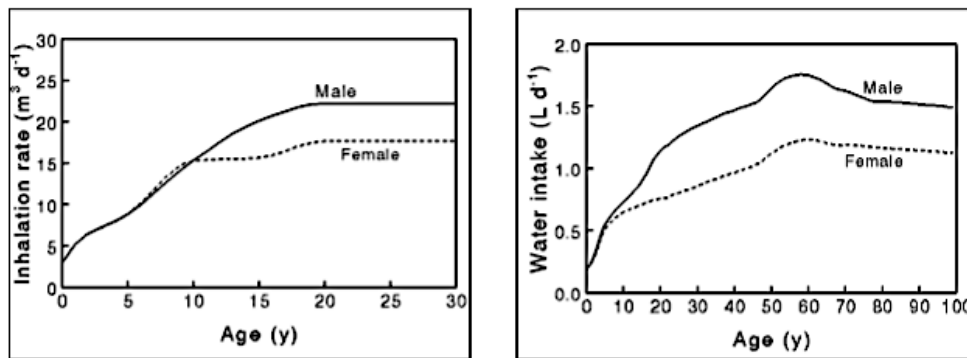 Inhalation rate (m³ d⁻¹)
30
25
20
15
10
5
0
Male
Female
0 5 10 15 20 25 30
Age (y)
Water intake (L d⁻¹)
2.0
1.5
1.0
0.5
0.0
Male
Female
0 10 20 30 40 50 60 70 80 90 100
Age (y)